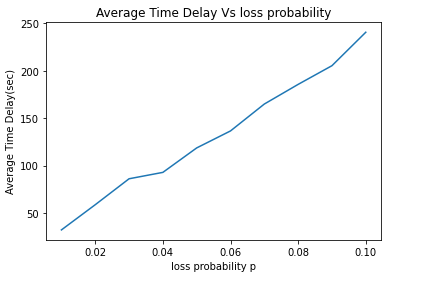 Average Time Delay Vs loss probability
250
200
150
100
50
Average Time Delay(sec)
0.02 0.04 0.06 0.08 0.10
loss probability p